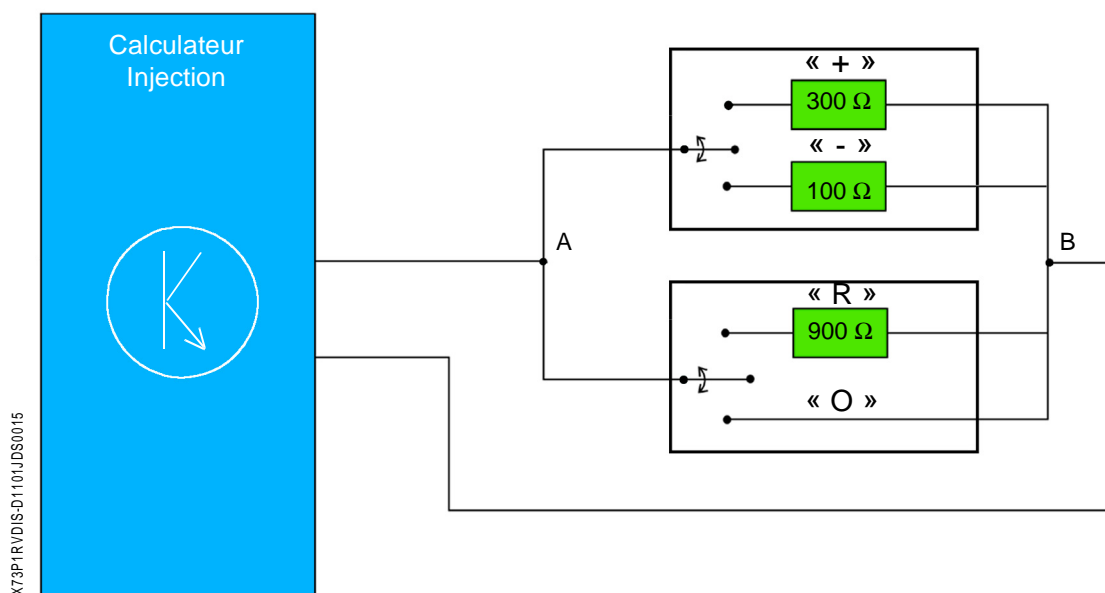 Calculateur
Injection
« + »
300 Ω
« - »
100 Ω
A
B
« R »
900 Ω
« O »
X73P1RVDIS-D1101JDS0015